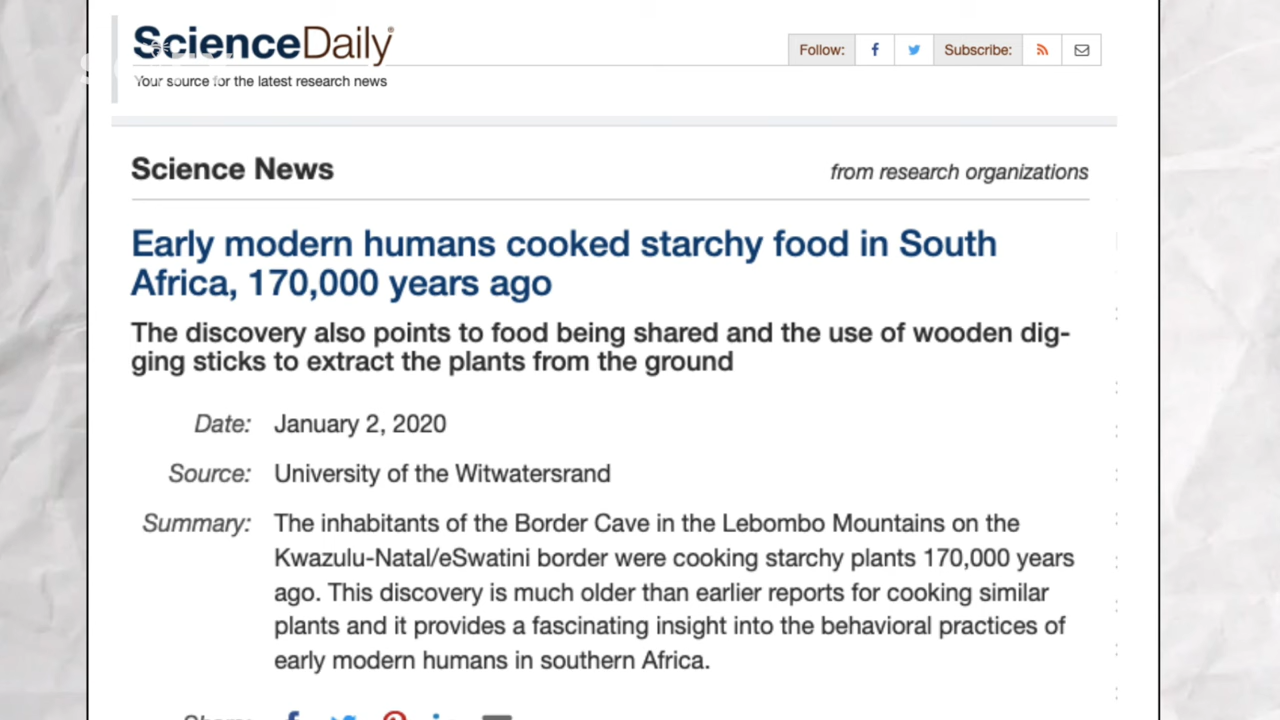 ScienceDaily®
Your source for the latest research news
Follow:
Subscribe:
Science News
from research organizations
Early modern humans cooked starchy food in South
Africa, 170,000 years ago
The discovery also points to food being shared and the use of wooden dig-
ging sticks to extract the plants from the ground
Date: January 2, 2020
Source: University of the Witwatersrand
Summary: The inhabitants of the Border Cave in the Lebombo Mountains on the
Kwazulu-Natal/eSwatini border were cooking starchy plants 170,000 years
ago. This discovery is much older than earlier reports for cooking similar
plants and it provides a fascinating insight into the behavioral practices of
early modern humans in southern Africa.